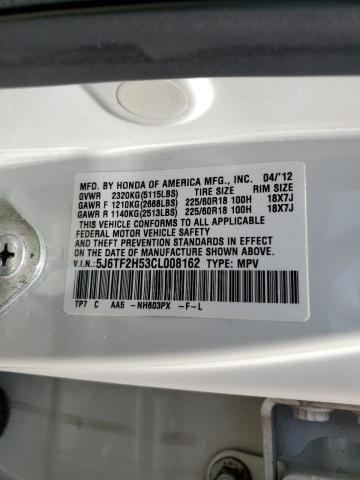 MFD. BY HONDA OF AMERICA MFG., INC. 04/'12
GVWR 2320KG(5115LBS) TIRE SIZE RIM SIZE
GAWR F 1210KG(2668LBS) 225/60R18 100H 18X7J
GAWR R 1140KG(2513LBS) 225/60R18 100H 18X7J
THIS VEHICLE CONFORMS TO ALL APPLICABLE
FEDERAL MOTOR VEHICLE SAFETY
AND THEFT PREVENTION STANDARDS IN EFFECT
ON THE DATE OF MANUFACTURE SHOWN ABOVE.
V.I.N.: 5J6TF2H53CL008162 TYPE: MPV
TP7 C AA5 -NH603PX -F-L